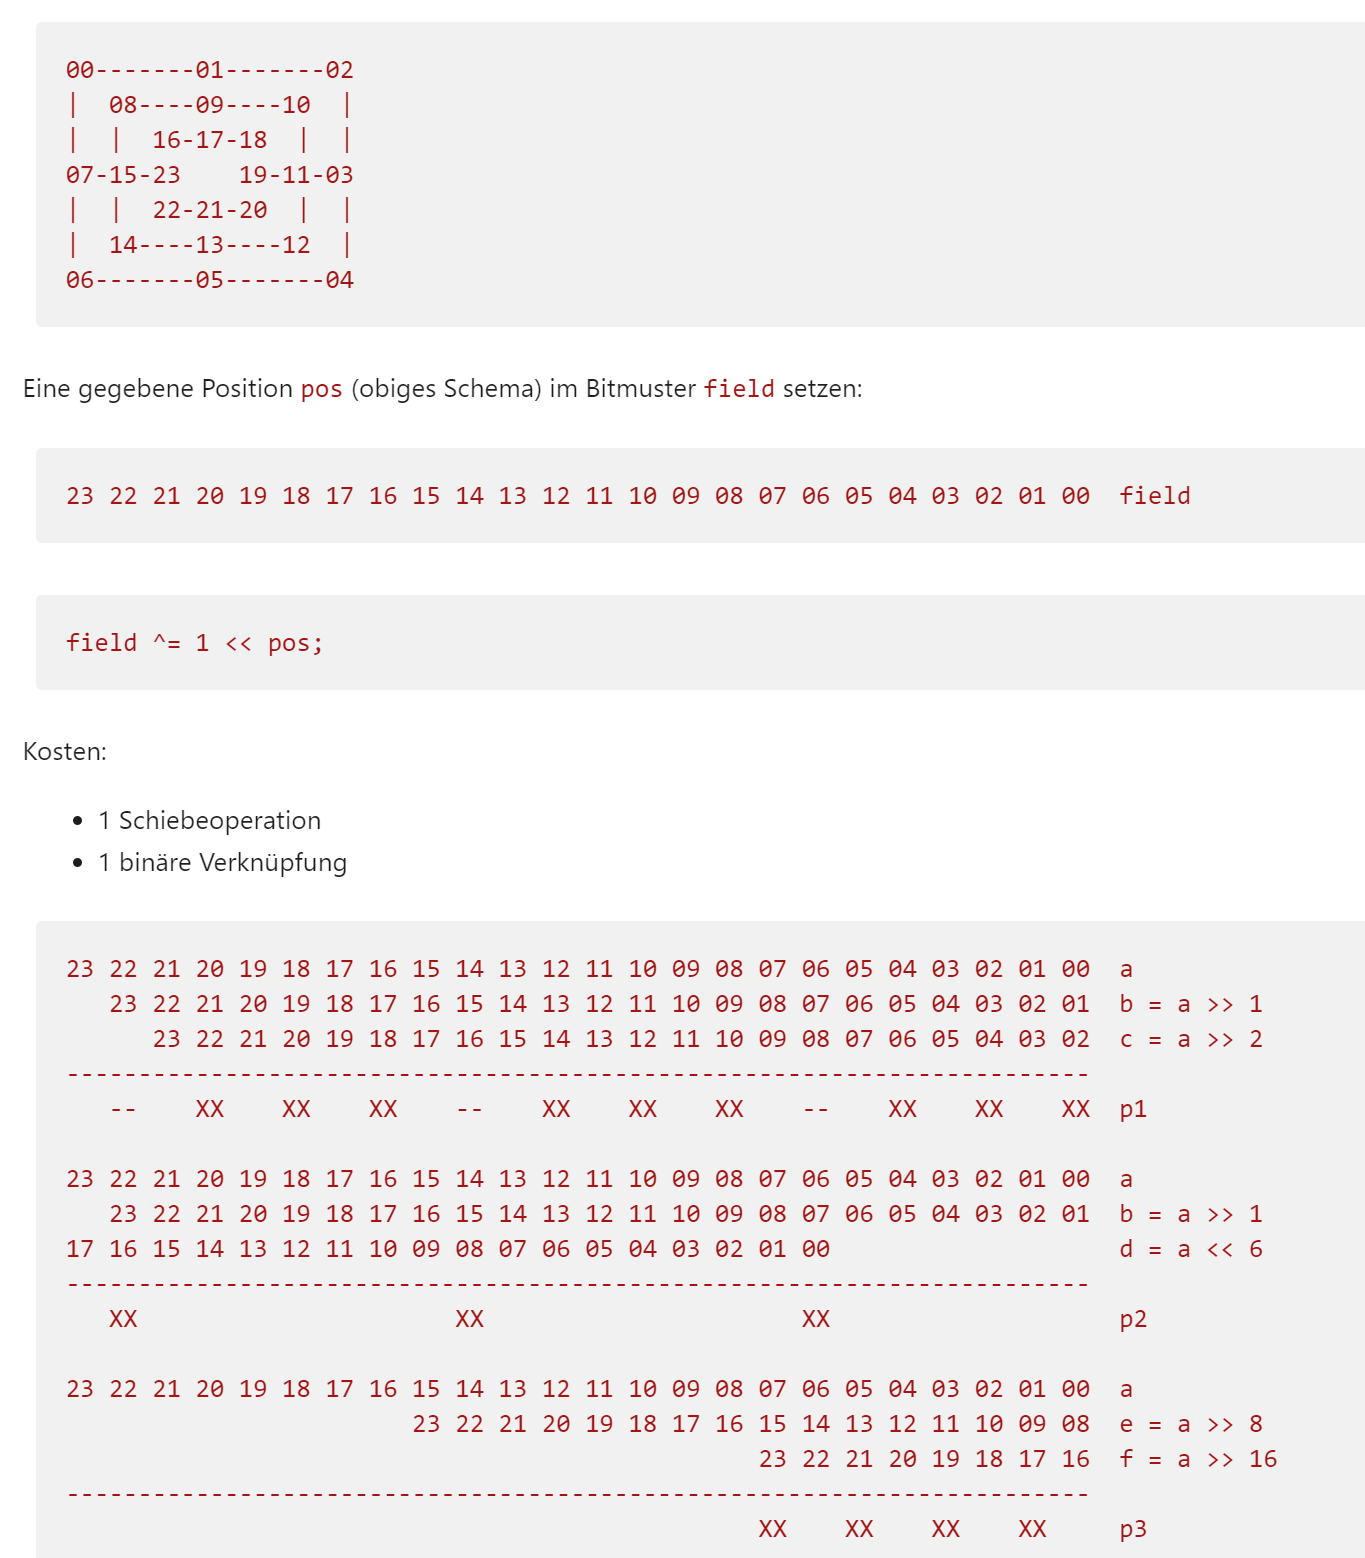 00-------01-------02
|  08----09----10  |
|  |  16-17-18  |  |
07-15-23    19-11-03
|  |  22-21-20  |  |
|  14----13----12  |
06-------05-------04
Eine gegebene Position pos (obiges Schema) im Bitmuster field setzen:
23 22 21 20 19 18 17 16 15 14 13 12 11 10 09 08 07 06 05 04 03 02 01 00  field
field ^= 1 << pos;
Kosten:
• 1 Schiebeoperation
• 1 binäre Verknüpfung
23 22 21 20 19 18 17 16 15 14 13 12 11 10 09 08 07 06 05 04 03 02 01 00  a
   23 22 21 20 19 18 17 16 15 14 13 12 11 10 09 08 07 06 05 04 03 02 01  b = a >> 1
      23 22 21 20 19 18 17 16 15 14 13 12 11 10 09 08 07 06 05 04 03 02  c = a >> 2
-----------------------------------------------------------------------
   --    XX    XX    XX    --    XX    XX    XX    --    XX    XX    XX  p1
23 22 21 20 19 18 17 16 15 14 13 12 11 10 09 08 07 06 05 04 03 02 01 00  a
   23 22 21 20 19 18 17 16 15 14 13 12 11 10 09 08 07 06 05 04 03 02 01  b = a >> 1
17 16 15 14 13 12 11 10 09 08 07 06 05 04 03 02 01 00                    d = a << 6
-----------------------------------------------------------------------
   XX                      XX                      XX                    p2
23 22 21 20 19 18 17 16 15 14 13 12 11 10 09 08 07 06 05 04 03 02 01 00  a
                        23 22 21 20 19 18 17 16 15 14 13 12 11 10 09 08  e = a >> 8
                                                23 22 21 20 19 18 17 16  f = a >> 16
-----------------------------------------------------------------------
                                                XX    XX    XX    XX     p3